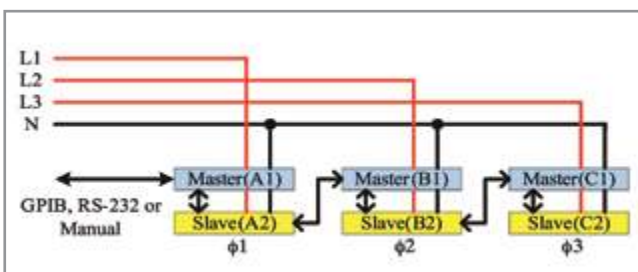 L1
L2
L3
N
Master(A1) Master(B1) Master(C1)
GPIB, RS-232 or
Manual
Slave(A2) Slave(B2) Slave(C2)
ϕ1 ϕ2 ϕ3